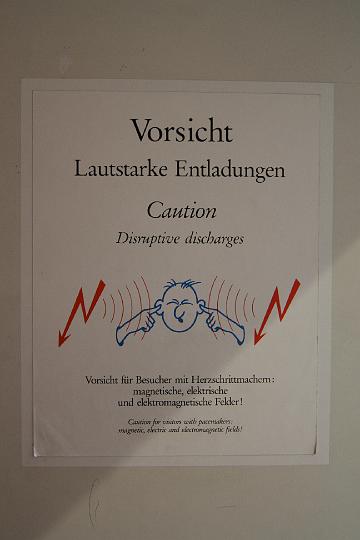 Vorsicht
Lautstarke Entladungen
Caution
Disruptive discharges
Vorsicht für Besucher mit Herzschrittmachern:
magnetische, elektrische
und elektromagnetische Felder!
Caution for visitors with pacemakers:
magnetic, electric and electromagnetic fields!